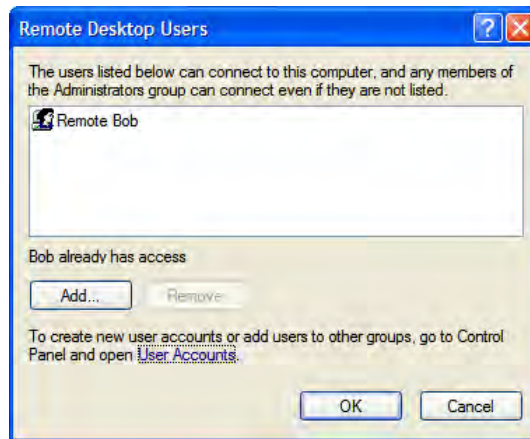 Remote Desktop Users
The users listed below can connect to this computer, and any members of
the Administrators group can connect even if they are not listed.
Remote Bob
Bob already has access
Add... Remove
To create new user accounts or add users to other groups, go to Control
Panel and open User Accounts.
OK Cancel